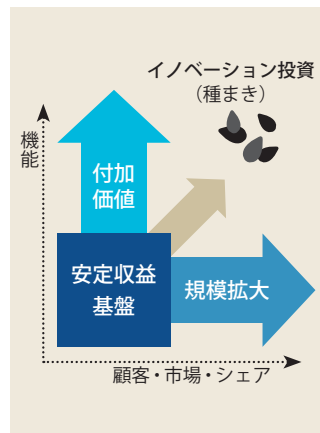 イノベーション投資
（種まき）
機能
付加
価値
安定収益
基盤
規模拡大
顧客・市場・シェア